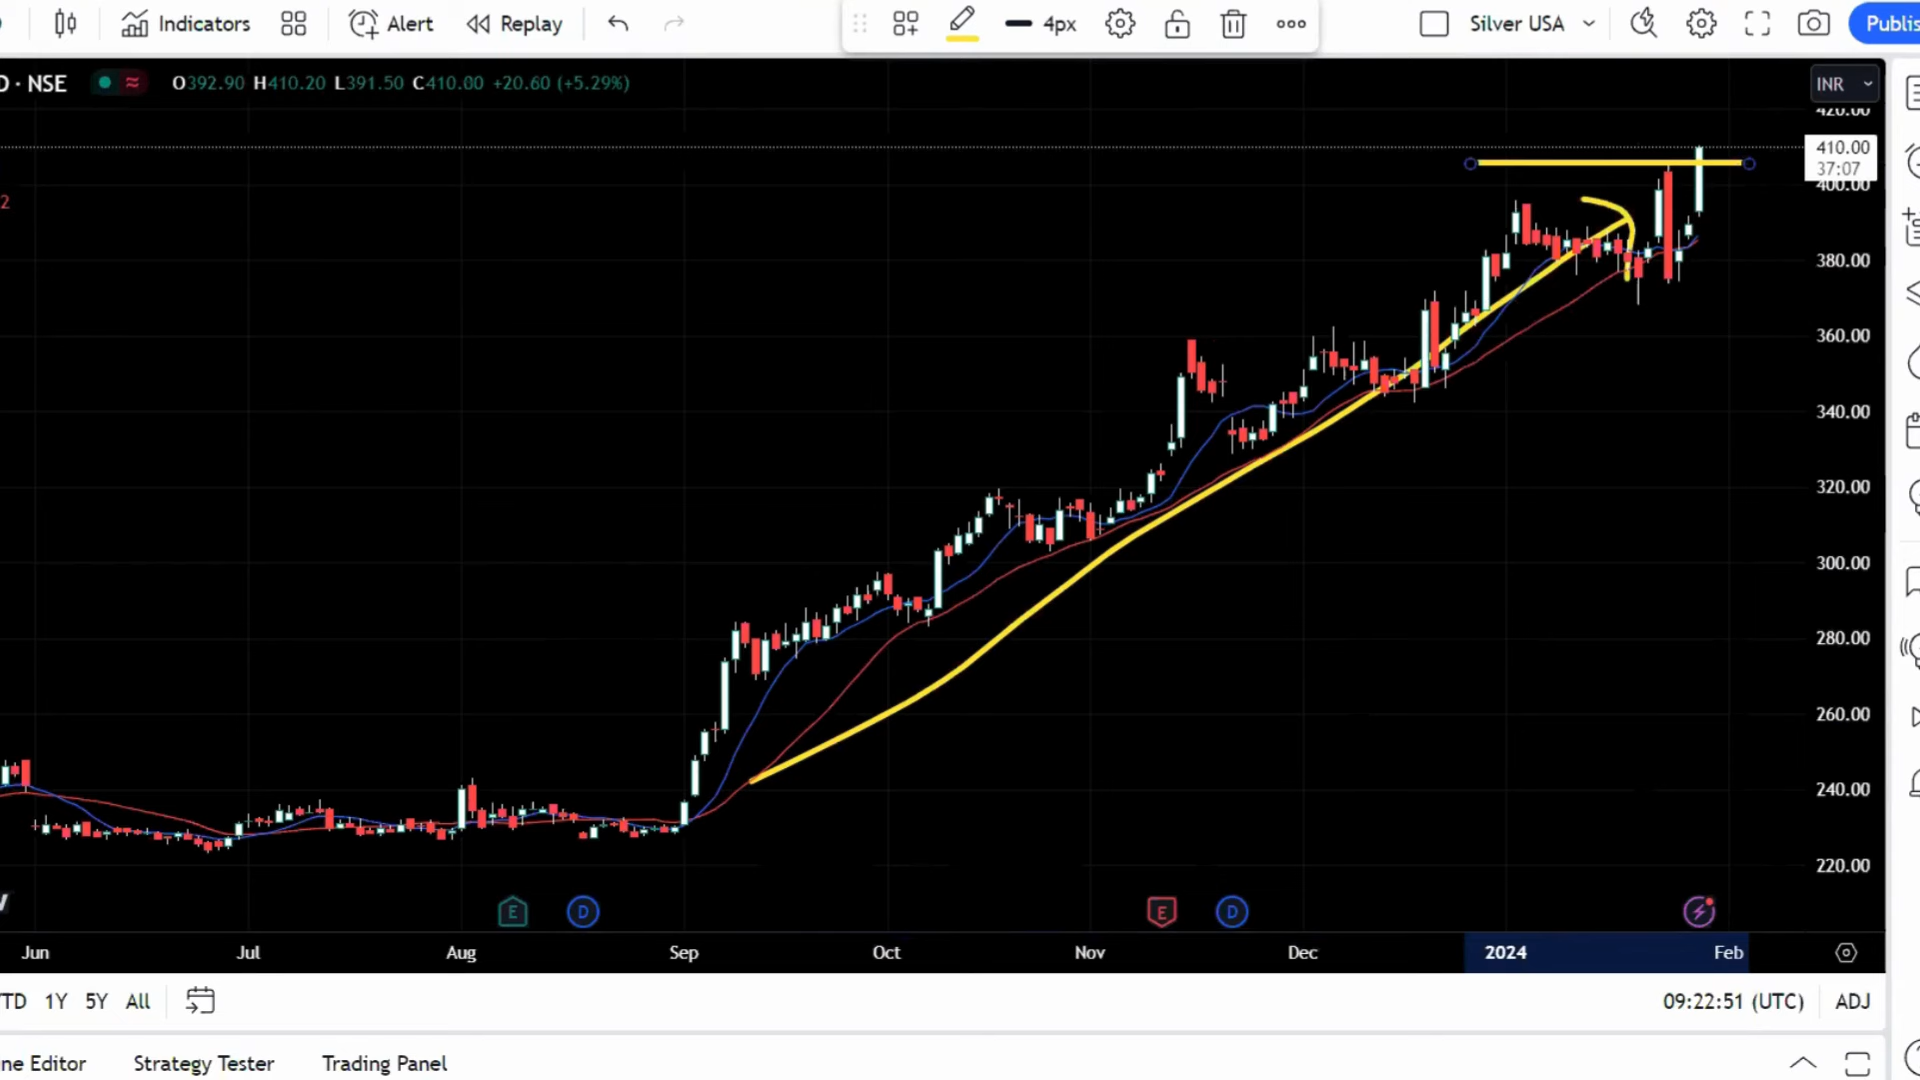 Indicators
Alert
Replay
4px
Silver USA
Publis
D · NSE
O392.90 H410.20 L391.50 C410.00 +20.60 (+5.29%)
INR
420.00
410.00
37:07
400.00
2
380.00
360.00
340.00
320.00
300.00
280.00
260.00
240.00
220.00
E
D
E
D
Jun
Jul
Aug
Sep
Oct
Nov
Dec
2024
Feb
TD
1Y
5Y
All
09:22:51 (UTC)
ADJ
ne Editor
Strategy Tester
Trading Panel